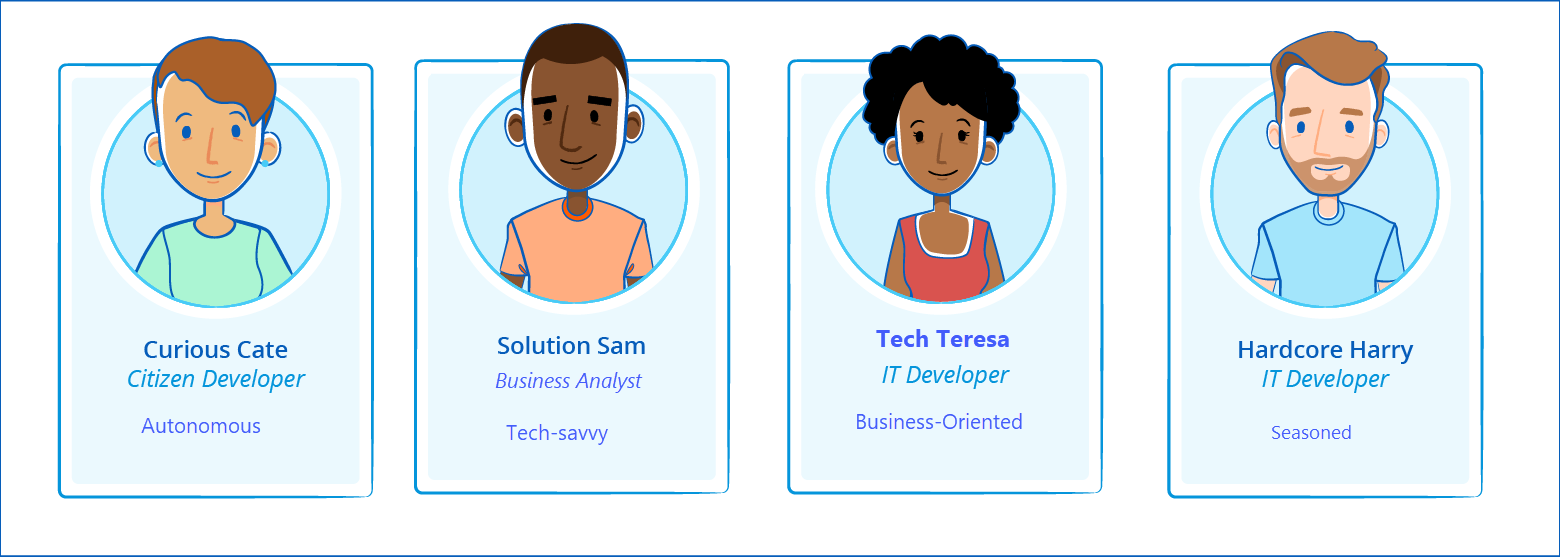 Curious Cate
Citizen Developer
Autonomous
Solution Sam
Business Analyst
Tech-savvy
Tech Teresa
IT Developer
Business-Oriented
Hardcore Harry
IT Developer
Seasoned